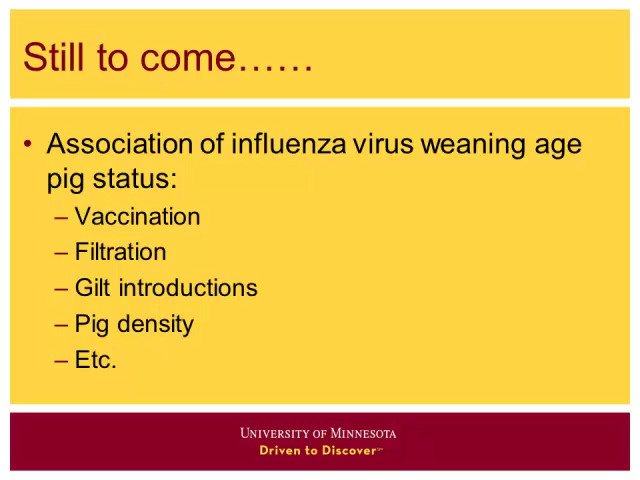 Still to come……
• Association of influenza virus weaning age
pig status:
– Vaccination
– Filtration
– Gilt introductions
– Pig density
– Etc.
UNIVERSITY OF MINNESOTA
Driven to Discover